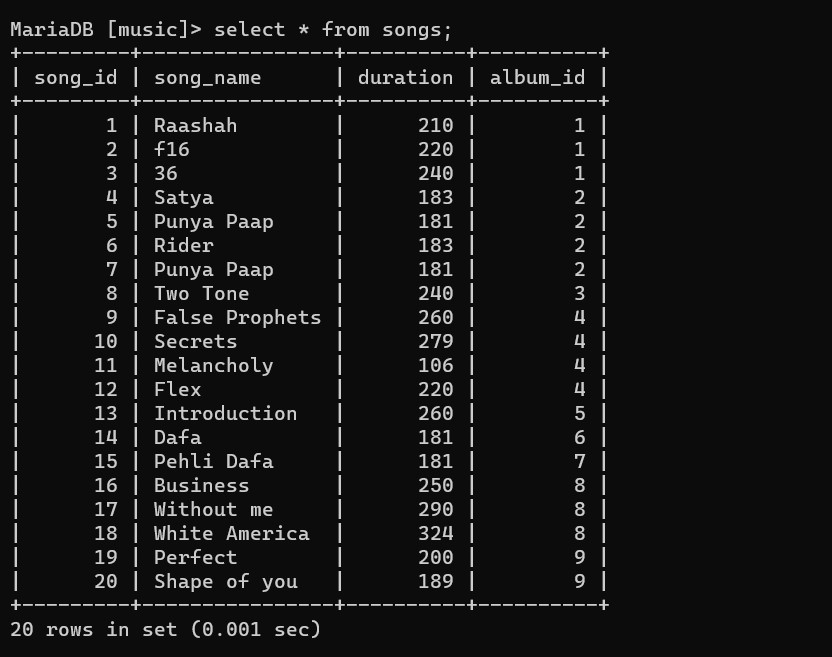 MariaDB [music]> select * from songs;
+---------+----------------+----------+----------+
| song_id | song_name      | duration | album_id |
+---------+----------------+----------+----------+
|       1 | Raashah        |      210 |        1 |
|       2 | f16            |      220 |        1 |
|       3 | 36             |      240 |        1 |
|       4 | Satya          |      183 |        2 |
|       5 | Punya Paap     |      181 |        2 |
|       6 | Rider          |      183 |        2 |
|       7 | Punya Paap     |      181 |        2 |
|       8 | Two Tone       |      240 |        3 |
|       9 | False Prophets |      260 |        4 |
|      10 | Secrets        |      279 |        4 |
|      11 | Melancholy     |      106 |        4 |
|      12 | Flex           |      220 |        4 |
|      13 | Introduction   |      260 |        5 |
|      14 | Dafa           |      181 |        6 |
|      15 | Pehli Dafa     |      181 |        7 |
|      16 | Business       |      250 |        8 |
|      17 | Without me     |      290 |        8 |
|      18 | White America  |      324 |        8 |
|      19 | Perfect        |      200 |        9 |
|      20 | Shape of you   |      189 |        9 |
+---------+----------------+----------+----------+
20 rows in set (0.001 sec)